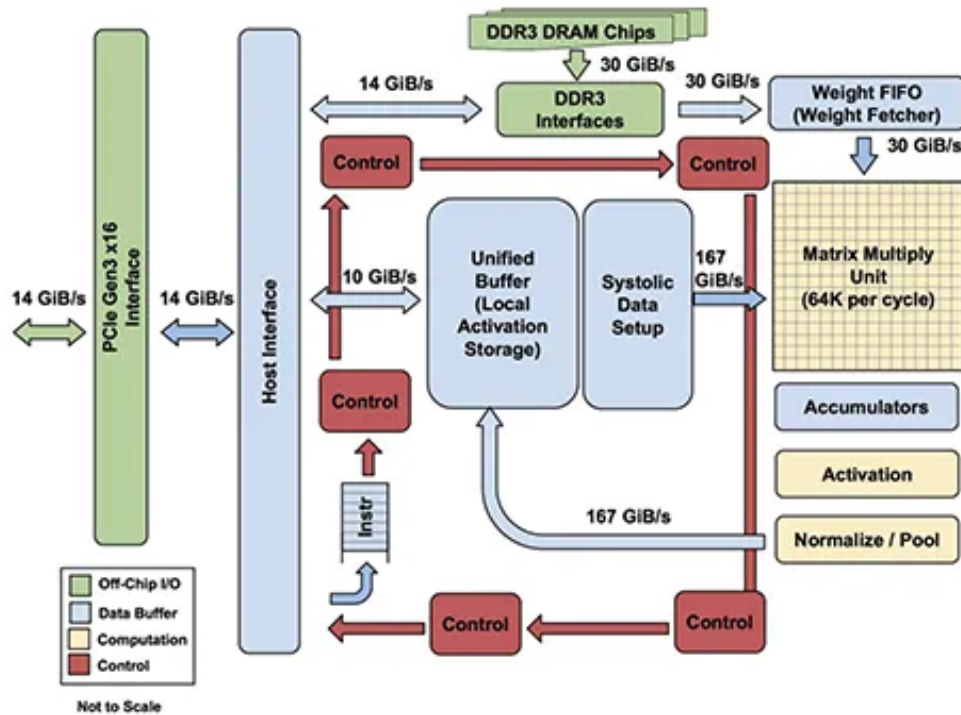 DDR3 DRAM Chips
30 GiB/s
14 GiB/s
30 GiB/s
DDR3
Interfaces
Weight FIFO
(Weight Fetcher)
30 GiB/s
Control
Control
PCIe Gen3 x16
Interface
Host Interface
14 GiB/s
14 GiB/s
10 GiB/s
Unified
Buffer
(Local
Activation
Storage)
Systolic
Data
Setup
167
GiB/s
Matrix Multiply
Unit
(64K per cycle)
Control
Accumulators
Activation
Instr
167 GiB/s
Normalize / Pool
Off-Chip I/O
Data Buffer
Computation
Control
Control
Control
Not to Scale